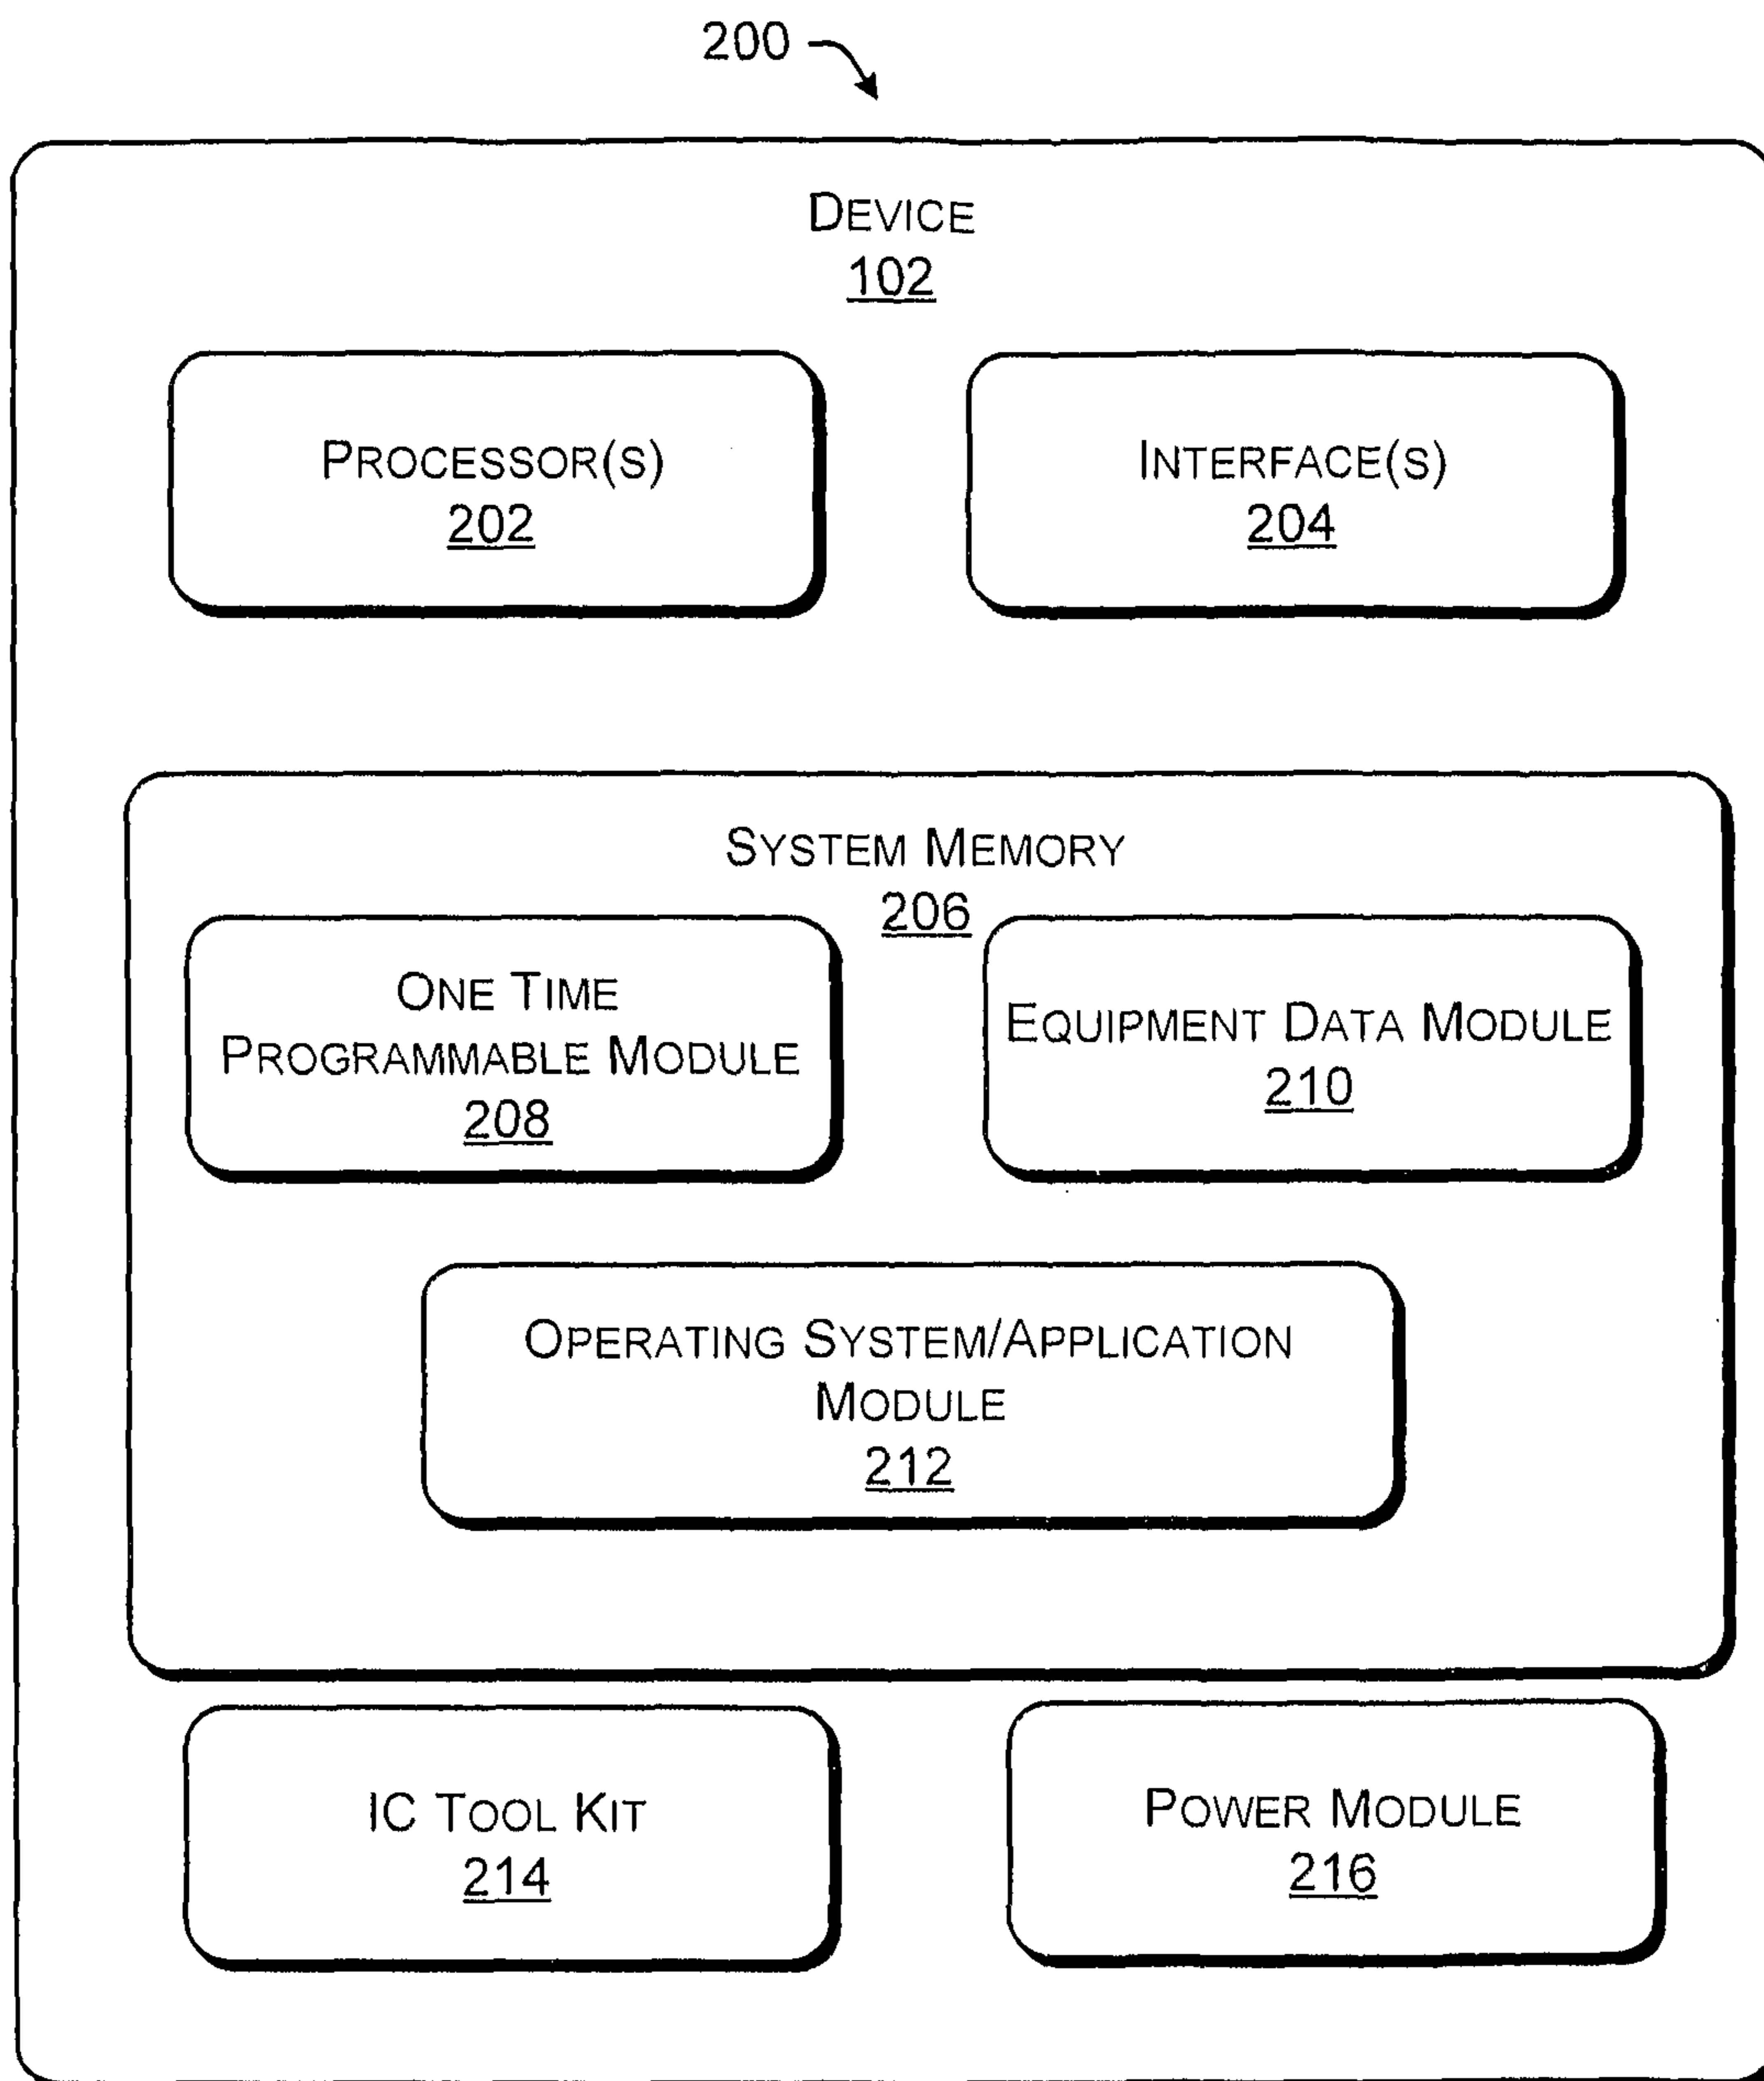 200
DEVICE
102
PROCESSOR(S)
202
INTERFACE(S)
204
SYSTEM MEMORY
206
ONE TIME
PROGRAMMABLE MODULE
208
EQUIPMENT DATA MODULE
210
OPERATING SYSTEM/APPLICATION
MODULE
212
IC TOOL KIT
214
POWER MODULE
216